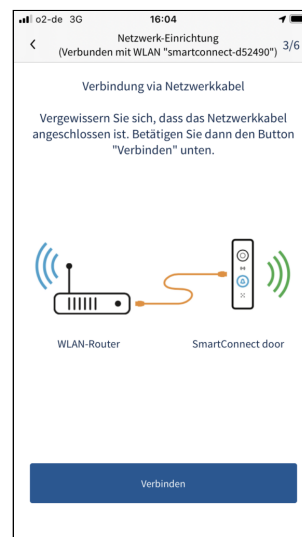 o2-de 3G 16:04
Netzwerk-Einrichtung
(Verbunden mit WLAN "smartconnect-d52490") 3/6
Verbindung via Netzwerkkabel
Vergewissern Sie sich, dass das Netzwerkkabel
angeschlossen ist. Betätigen Sie dann den Button
"Verbinden" unten.
WLAN-Router SmartConnect door
Verbinden